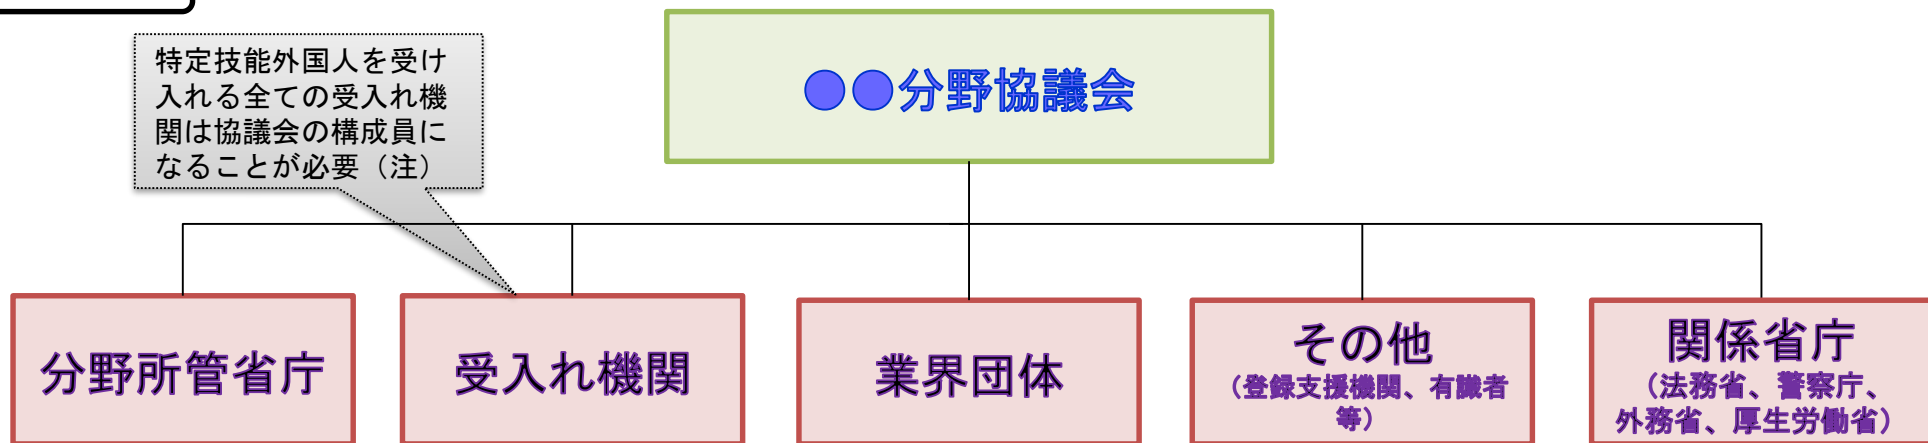 特定技能外国人を受け
入れる全ての受入れ機
関は協議会の構成員に
なることが必要（注）
●●分野協議会
分野所管省庁
受入れ機関
業界団体
その他
（登録支援機関、有識者
等）
関係省庁
（法務省、警察庁、
外務省、厚生労働省）